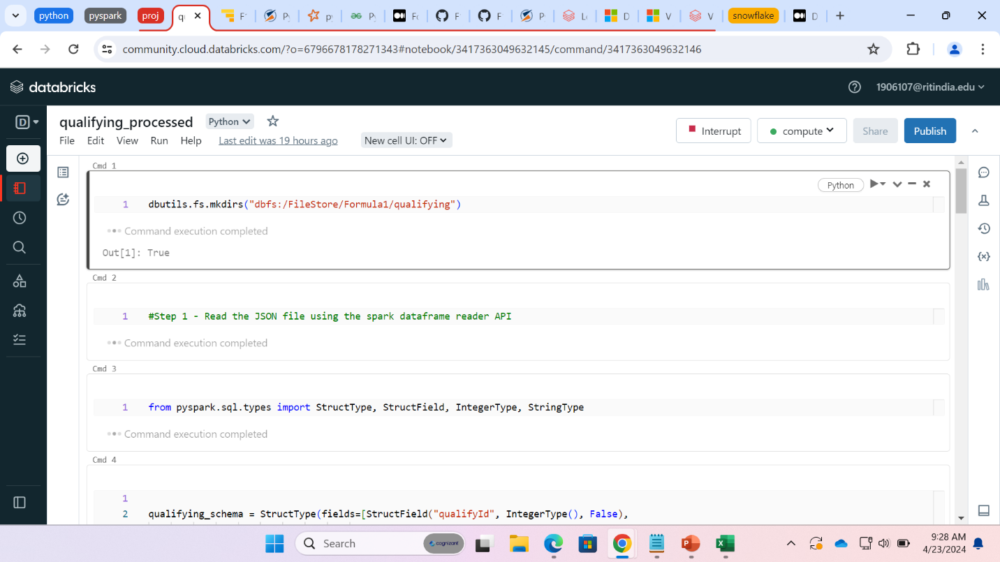 python
pyspark
proj
snowflake
community.cloud.databricks.com/?o=6796678178271343#notebook/3417363049632145/command/3417363049632146
databricks
1906107@ritindia.edu
D
qualifying_processed
Python
File Edit View Run Help Last edit was 19 hours ago New cell UI: OFF
Interrupt
compute
Share
Publish
Cmd 1
Python
1 dbutils.fs.mkdirs("dbfs:/FileStore/Formula1/qualifying")
Command execution completed
Out[1]: True
Cmd 2
1 #Step 1 - Read the JSON file using the spark dataframe reader API
Command execution completed
Cmd 3
1 from pyspark.sql.types import StructType, StructField, IntegerType, StringType
Command execution completed
Cmd 4
1
2 qualifying_schema = StructType(fields=[StructField("qualifyId", IntegerType(), False),
Search
cognizant
9:28 AM
4/23/2024